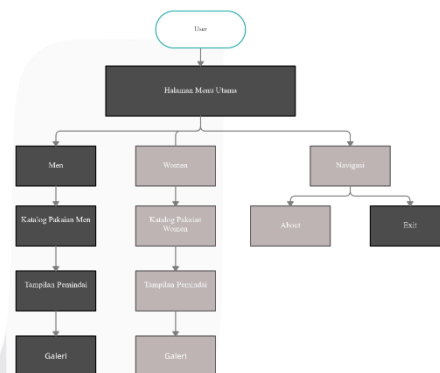 User
Halaman Menu Utama
Men
Women
Navigasi
Katalog Pakaian Men
Katalog Pakaian
Women
About
Exit
Tampilan Pemindai
Tampilan Pemindai
Galeri
Galeri